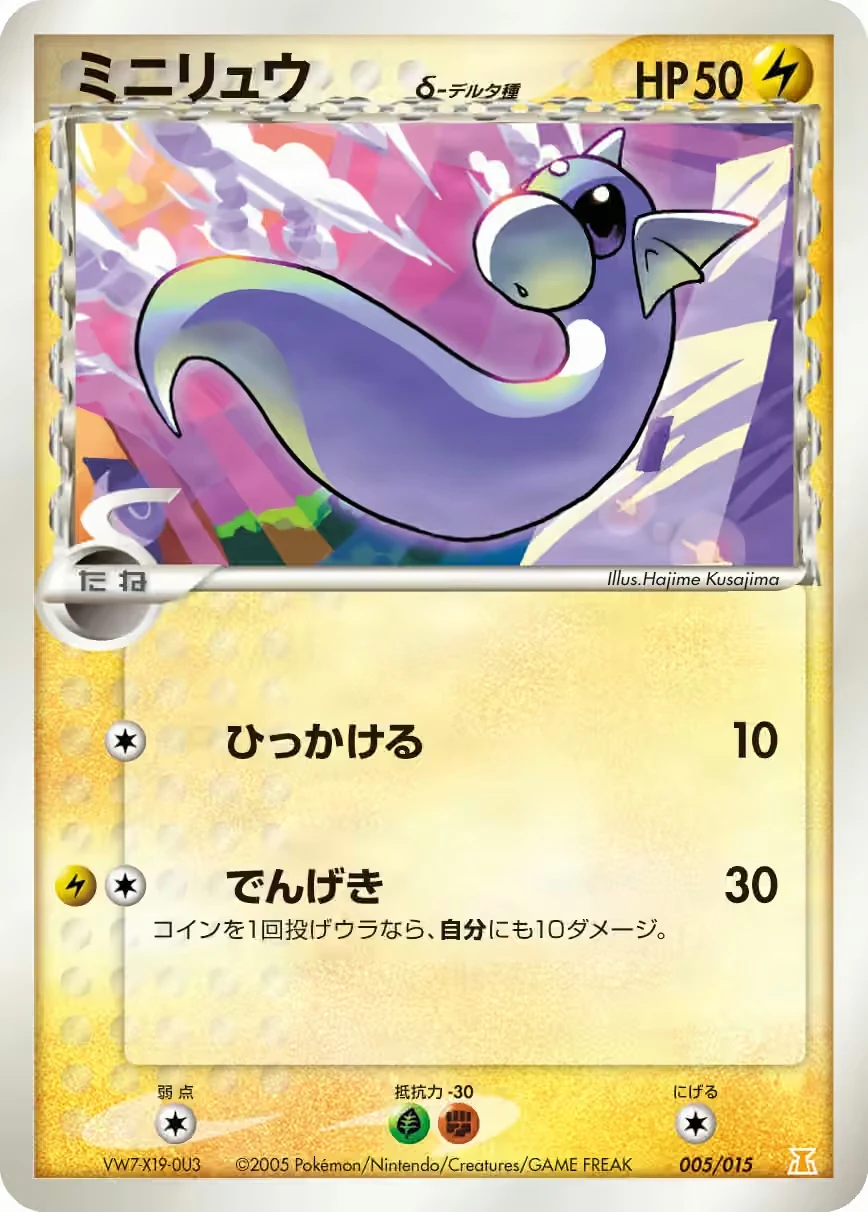 ミニリュウ δ-デルタ種 HP50
たね
Illus.Hajime Kusajima
ひっかける 10
でんげき 30
コインを1回投げウラなら、自分にも10ダメージ。
弱点 抵抗力 -30 にげる
VW7-X19-0U3 ©2005 Pokémon/Nintendo/Creatures/GAME FREAK 005/015